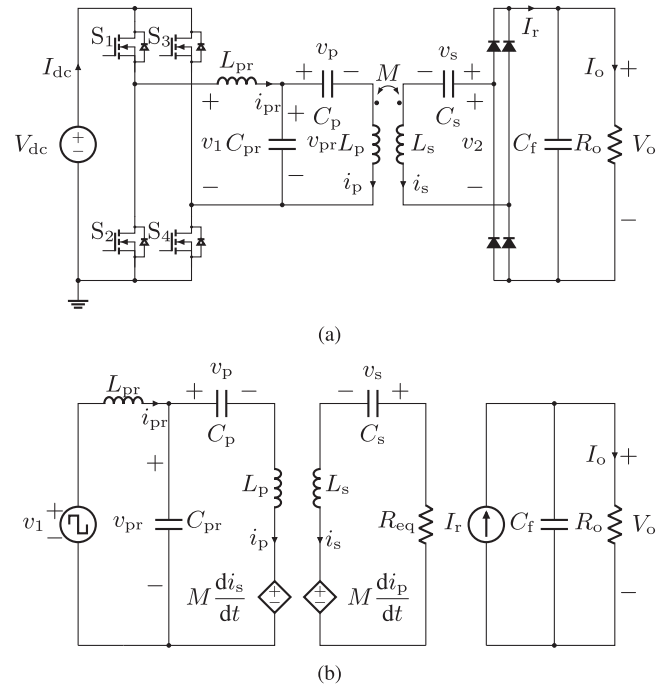 S1 S3
Idc
Lpr
+ vp −
M
− vs +
Ir
Io
+
ipr
+
Cp
Cs
Vdc
+
−
v1 Cpr
+
vpr
−
Lp
Ls
v2
Cf
Ro
Vo
−
ip
is
−
−
S2 S4
(a)
vp
vs
Lpr
+ −
− +
ipr
Cp
Cs
Io
+
+
Lp
Ls
v1
+
−
vpr
Cpr
Req
Ir
Cf
Ro
Vo
ip
is
−
−
M dis/dt
+
−
+
−
M dip/dt
(b)